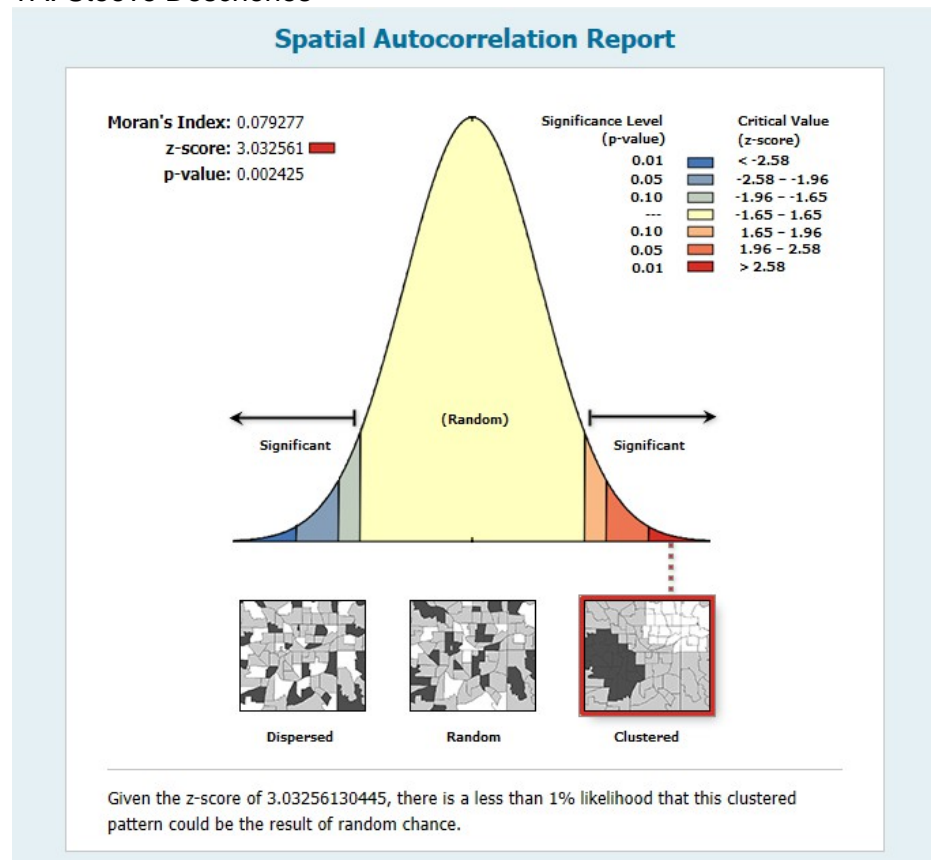 Spatial Autocorrelation Report
Moran's Index: 0.079277
z-score: 3.032561
p-value: 0.002425
Significance Level
(p-value)
Critical Value
(z-score)
0.01 < -2.58
0.05 -2.58 – -1.96
0.10 -1.96 – -1.65
--- -1.65 – 1.65
0.10 1.65 – 1.96
0.05 1.96 – 2.58
0.01 > 2.58
(Random)
Significant
Significant
Dispersed
Random
Clustered
Given the z-score of 3.03256130445, there is a less than 1% likelihood that this clustered
pattern could be the result of random chance.